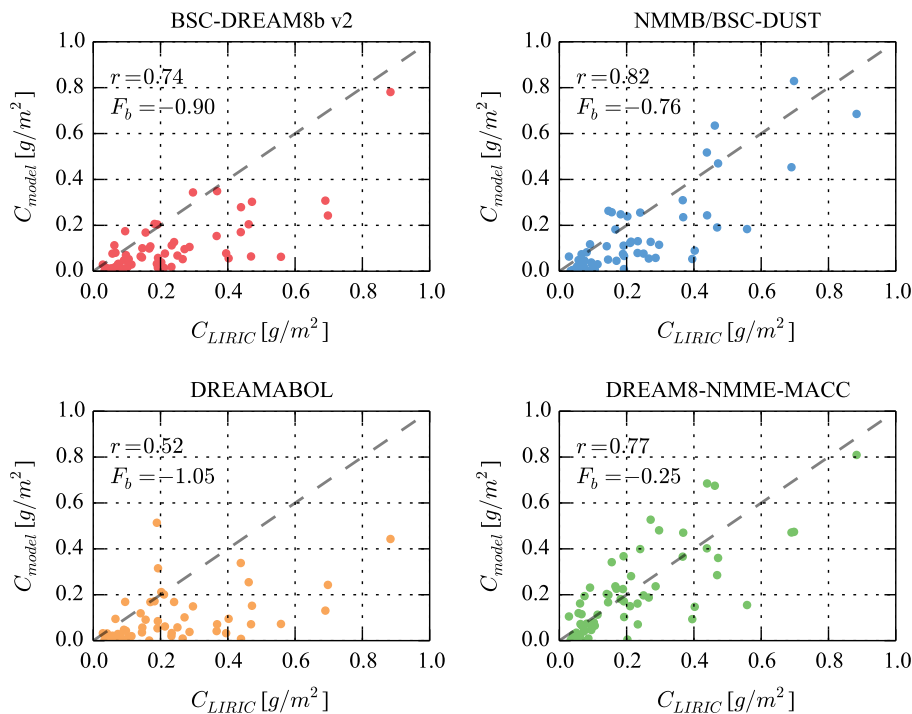 BSC-DREAM8b v2
1.0
0.8
0.6
0.4
0.2
0.0
C_model [g/m²]
r=0.74
F_b=−0.90
0.0 0.2 0.4 0.6 0.8 1.0
C_LIRIC [g/m²]
NMMB/BSC-DUST
1.0
0.8
0.6
0.4
0.2
0.0
C_model [g/m²]
r=0.82
F_b=−0.76
0.0 0.2 0.4 0.6 0.8 1.0
C_LIRIC [g/m²]
DREAMABOL
1.0
0.8
0.6
0.4
0.2
0.0
C_model [g/m²]
r=0.52
F_b=−1.05
0.0 0.2 0.4 0.6 0.8 1.0
C_LIRIC [g/m²]
DREAM8-NMME-MACC
1.0
0.8
0.6
0.4
0.2
0.0
C_model [g/m²]
r=0.77
F_b=−0.25
0.0 0.2 0.4 0.6 0.8 1.0
C_LIRIC [g/m²]